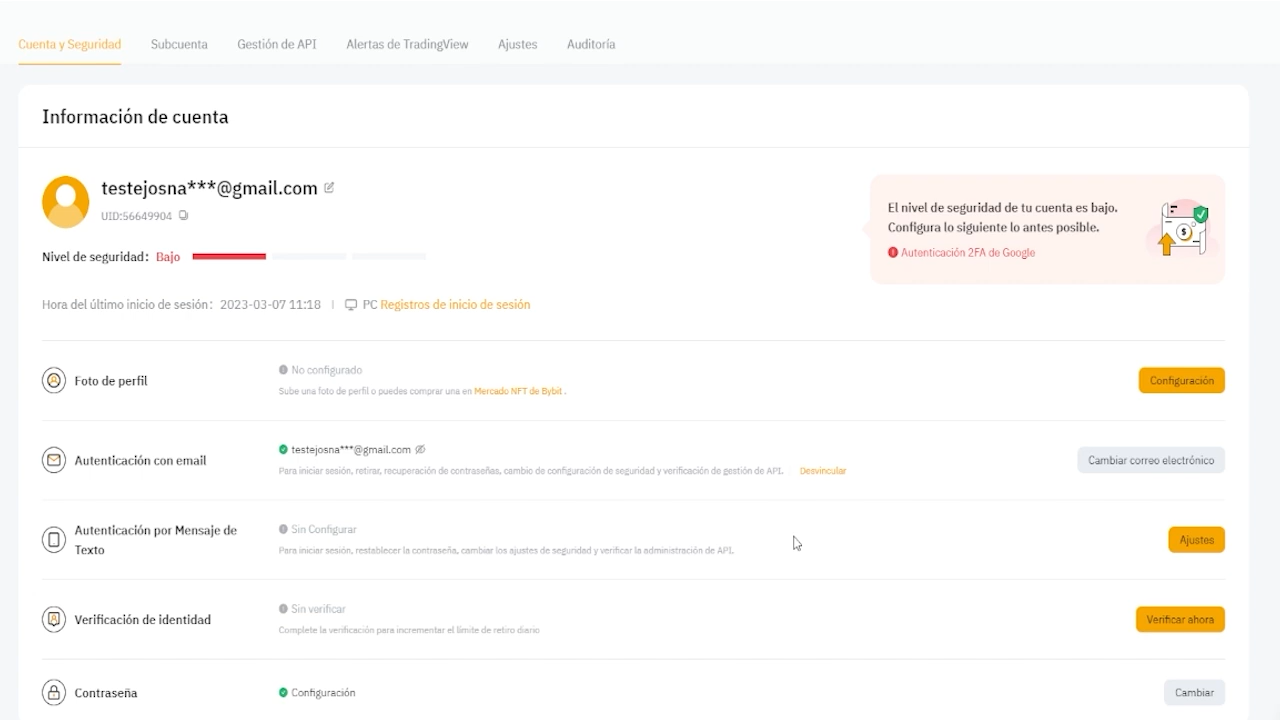 Cuenta y Seguridad Subcuenta Gestión de API Alertas de TradingView Ajustes Auditoría
Información de cuenta
testejosna***@gmail.com
UID:56649904
Nivel de seguridad: Bajo
El nivel de seguridad de tu cuenta es bajo.
Configura lo siguiente lo antes posible.
Autenticación 2FA de Google
Hora del último inicio de sesión: 2023-03-07 11:18 | PC Registros de inicio de sesión
Foto de perfil
No configurado
Sube una foto de perfil o puedes comprar una en Mercado NFT de Bybit .
Configuración
Autenticación con email
testejosna***@gmail.com
Para iniciar sesión, retirar, recuperación de contraseñas, cambio de configuración de seguridad y verificación de gestión de API. Desvincular
Cambiar correo electrónico
Autenticación por Mensaje de
Texto
Sin Configurar
Para iniciar sesión, restablecer la contraseña, cambiar los ajustes de seguridad y verificar la administración de API.
Ajustes
Verificación de identidad
Sin verificar
Complete la verificación para incrementar el límite de retiro diario
Verificar ahora
Contraseña
Configuración
Cambiar